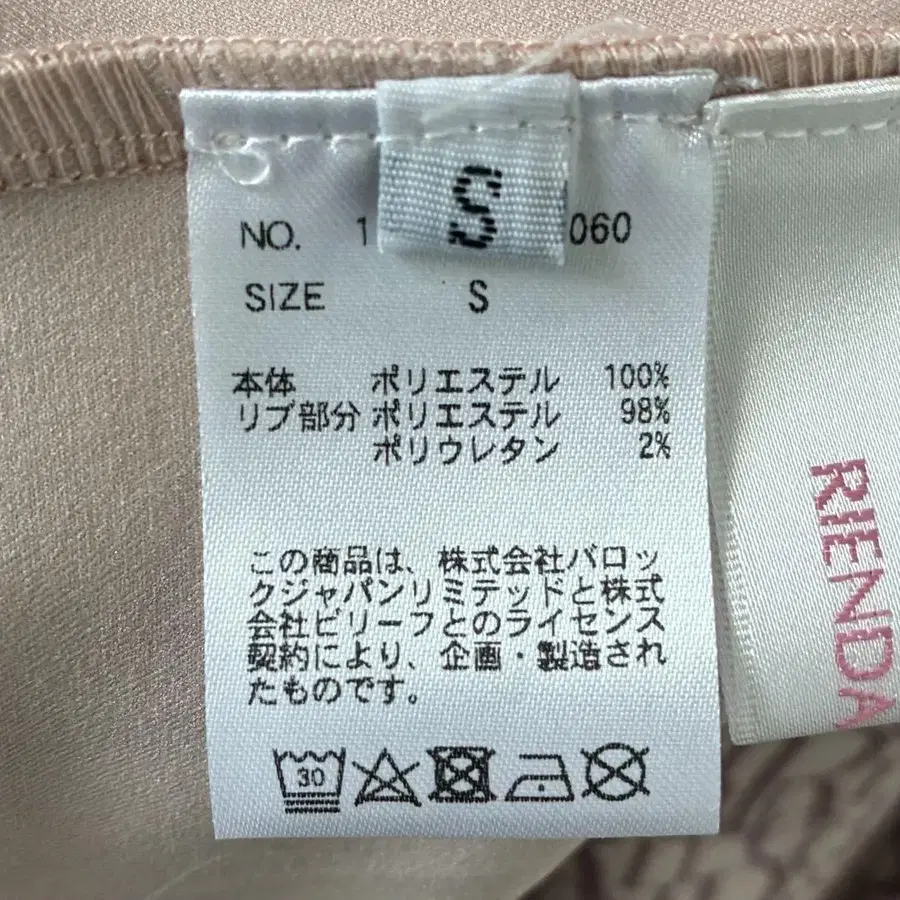 S
NO. 1 060
SIZE S
本体 ポリエステル 100%
リブ部分 ポリエステル 98%
ポリウレタン 2%
この商品は、株式会社バロッ
クジャパンリミテッドと株式
会社ビリーフとのライセンス
契約により、企画・製造され
たものです。
30
RIENDA